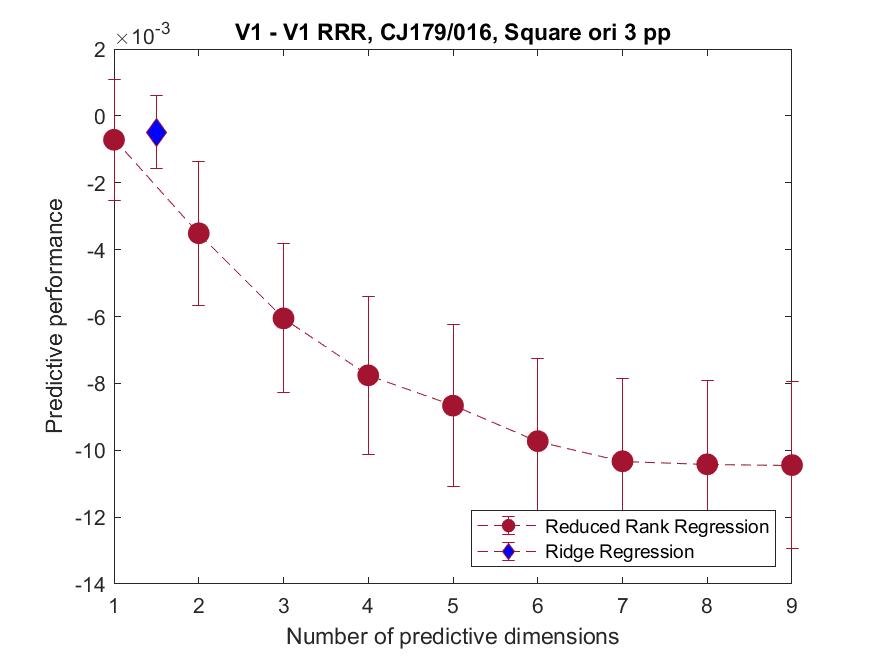 V1 - V1 RRR, CJ179/016, Square ori 3 pp
×10⁻³
2
0
-2
-4
-6
-8
-10
-12
-14
Predictive performance
1 2 3 4 5 6 7 8 9
Number of predictive dimensions
Reduced Rank Regression
Ridge Regression